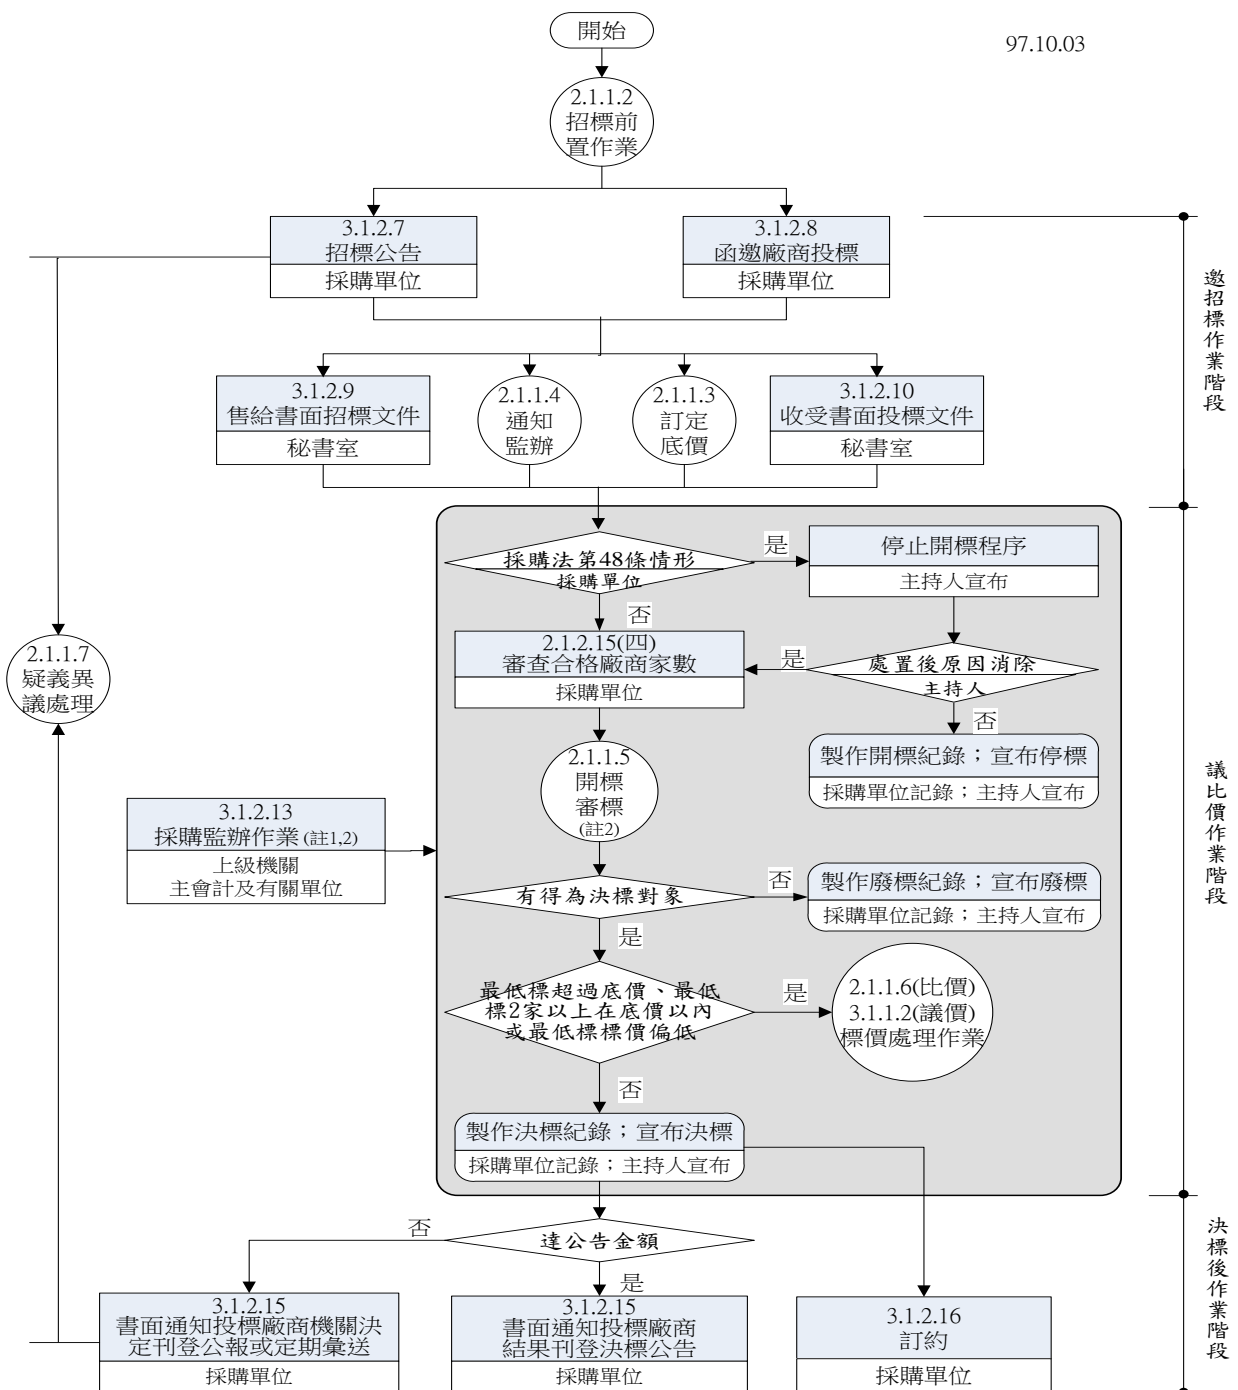 開始
97.10.03
2.1.1.2
招標前
置作業
3.1.2.7
招標公告
採購單位
3.1.2.8
函邀廠商投標
採購單位
邀招標作業階段
3.1.2.9
售給書面招標文件
秘書室
2.1.1.4
通知
監辦
2.1.1.3
訂定
底價
3.1.2.10
收受書面投標文件
秘書室
採購法第48條情形
採購單位
是
停止開標程序
主持人宣布
否
2.1.2.15(四)
審查合格廠商家數
採購單位
是
處置後原因消除
主持人
否
2.1.1.7
疑義異
議處理
製作開標紀錄；宣布停標
採購單位記錄；主持人宣布
2.1.1.5
開標
審標
(註2)
議比價作業階段
3.1.2.13
採購監辦作業(註1,2)
上級機關
主會計及有關單位
有得為決標對象
否
製作廢標紀錄；宣布廢標
採購單位記錄；主持人宣布
是
最低標超過底價、最低
標2家以上在底價以內
或最低標標價偏低
是
2.1.1.6(比價)
3.1.1.2(議價)
標價處理作業
否
製作決標紀錄；宣布決標
採購單位記錄；主持人宣布
達公告金額
否
是
決標後作業階段
3.1.2.15
書面通知投標廠商機關決
定刊登公報或定期彙送
採購單位
3.1.2.15
書面通知投標廠商
結果刊登決標公告
採購單位
3.1.2.16
訂約
採購單位